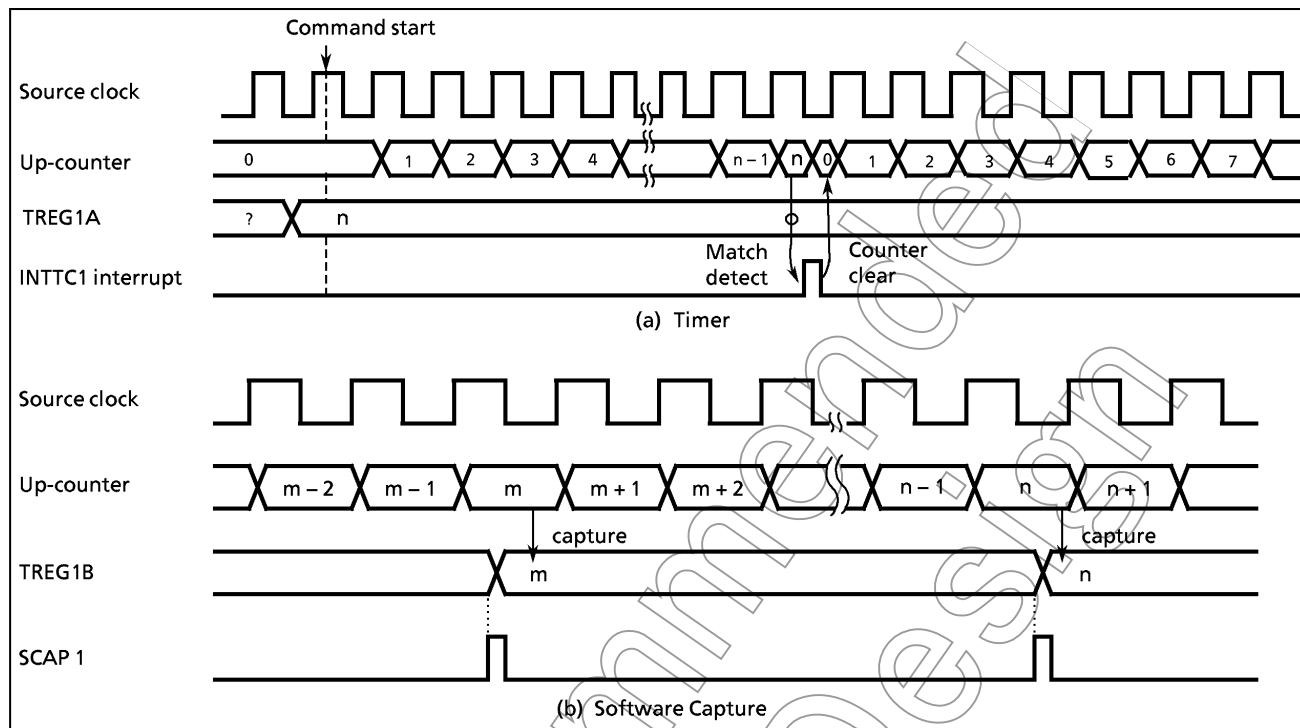 Command start
Source clock
Up-counter
0 1 2 3 4 n – 1 n 0 1 2 3 4 5 6 7
TREG1A
? n
Match detect
Counter clear
INTTC1 interrupt
(a) Timer
Source clock
Up-counter
m – 2 m – 1 m m + 1 m + 2 n – 1 n n + 1
capture
capture
TREG1B
m n
SCAP 1
(b) Software Capture